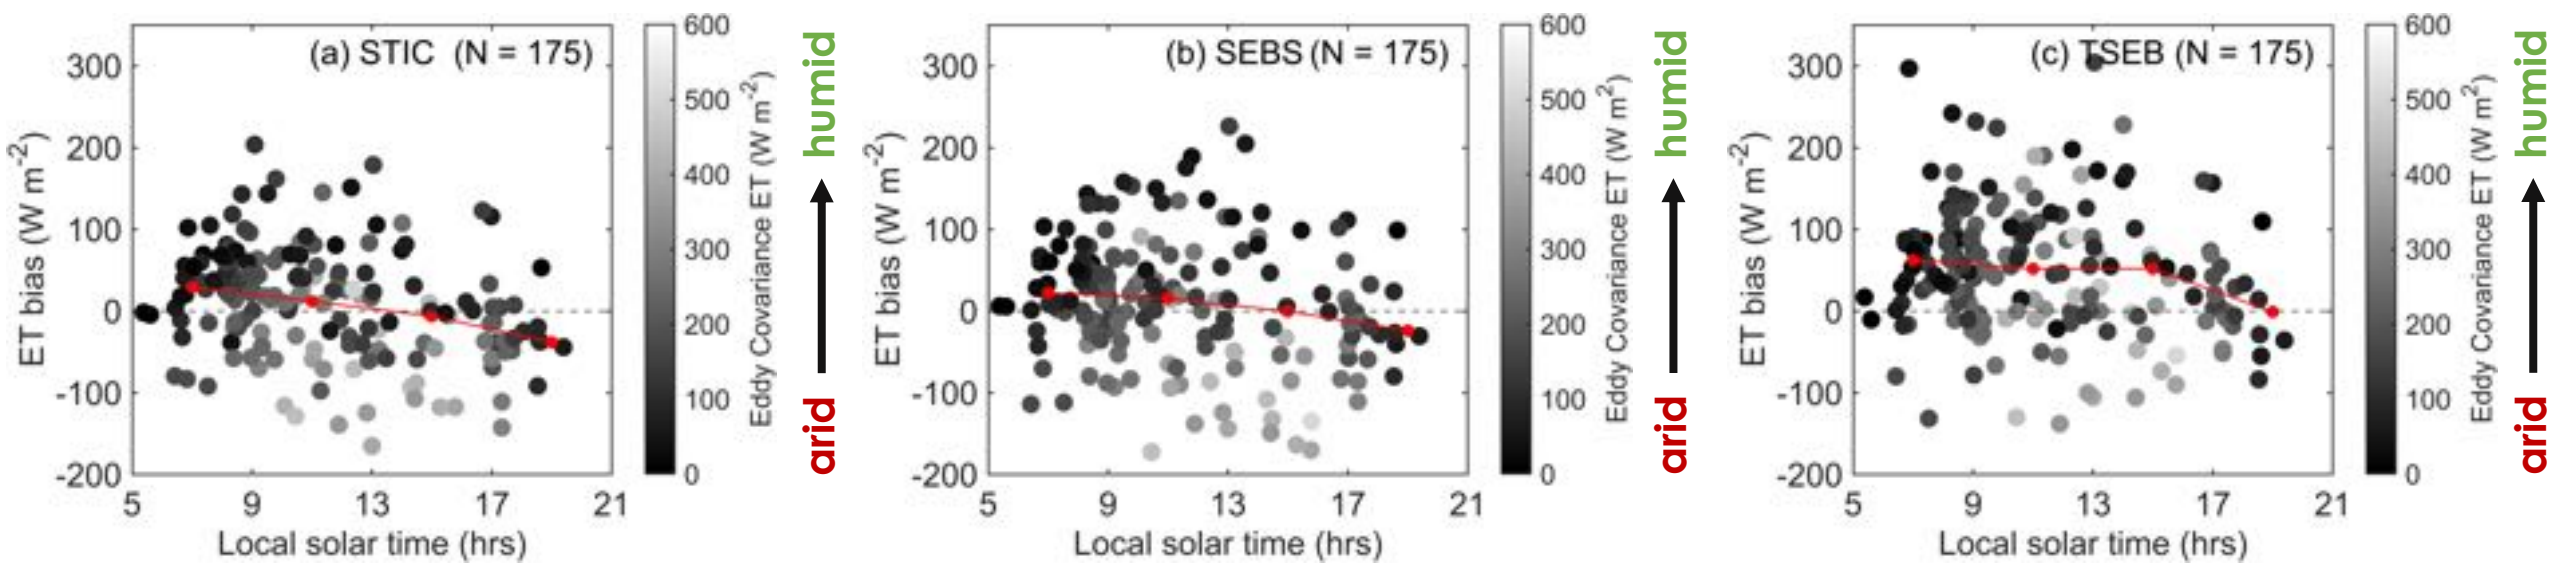 (a) STIC (N = 175)
300
200
100
0
-100
-200
5 9 13 17 21
ET bias (W m-2)
Local solar time (hrs)
600
500
400
300
200
100
0
Eddy Covariance ET (W m-2)
humid
arid
(b) SEBS (N = 175)
300
200
100
0
-100
-200
5 9 13 17 21
ET bias (W m-2)
Local solar time (hrs)
600
500
400
300
200
100
0
Eddy Covariance ET (W m-2)
humid
arid
(c) TSEB (N = 175)
300
200
100
0
-100
-200
5 9 13 17 21
ET bias (W m-2)
Local solar time (hrs)
600
500
400
300
200
100
0
Eddy Covariance ET (W m-2)
humid
arid